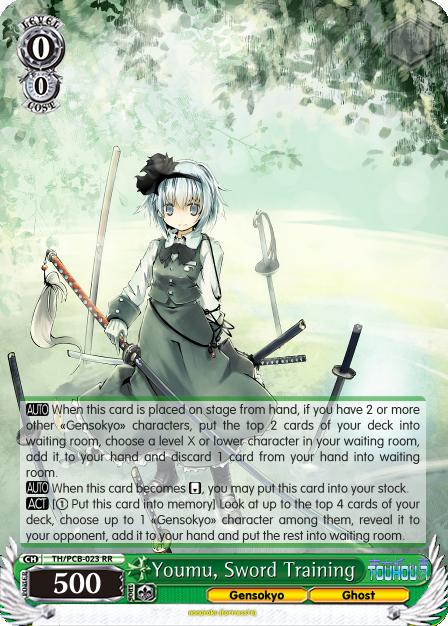 LEVEL
0
0
COST
AUTO When this card is placed on stage from hand, if you have 2 or more
other «Gensokyo» characters, put the top 2 cards of your deck into
waiting room, choose a level X or lower character in your waiting room,
add it to your hand and discard 1 card from your hand into waiting
room.
AUTO When this card becomes , you may put this card into your stock.
ACT [① Put this card into memory] Look at up to the top 4 cards of your
deck, choose up to 1 «Gensokyo» character among them, reveal it to
your opponent, add it to your hand and put the rest into waiting room.
CH TH/PCB-023 RR
POWER 500 SOUL
Youmu, Sword Training
TOUHOU
Gensokyo Ghost